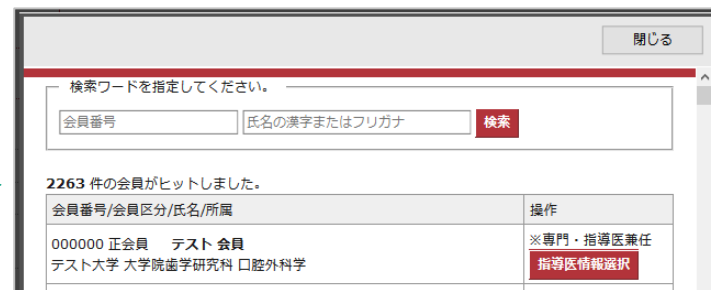 閉じる
検索ワードを指定してください。
会員番号 氏名の漢字またはフリガナ 検索
2263 件の会員がヒットしました。
会員番号/会員区分/氏名/所属 操作
000000 正会員 テスト 会員 ※専門・指導医兼任
テスト大学 大学院歯学研究科 口腔外科学 指導医情報選択